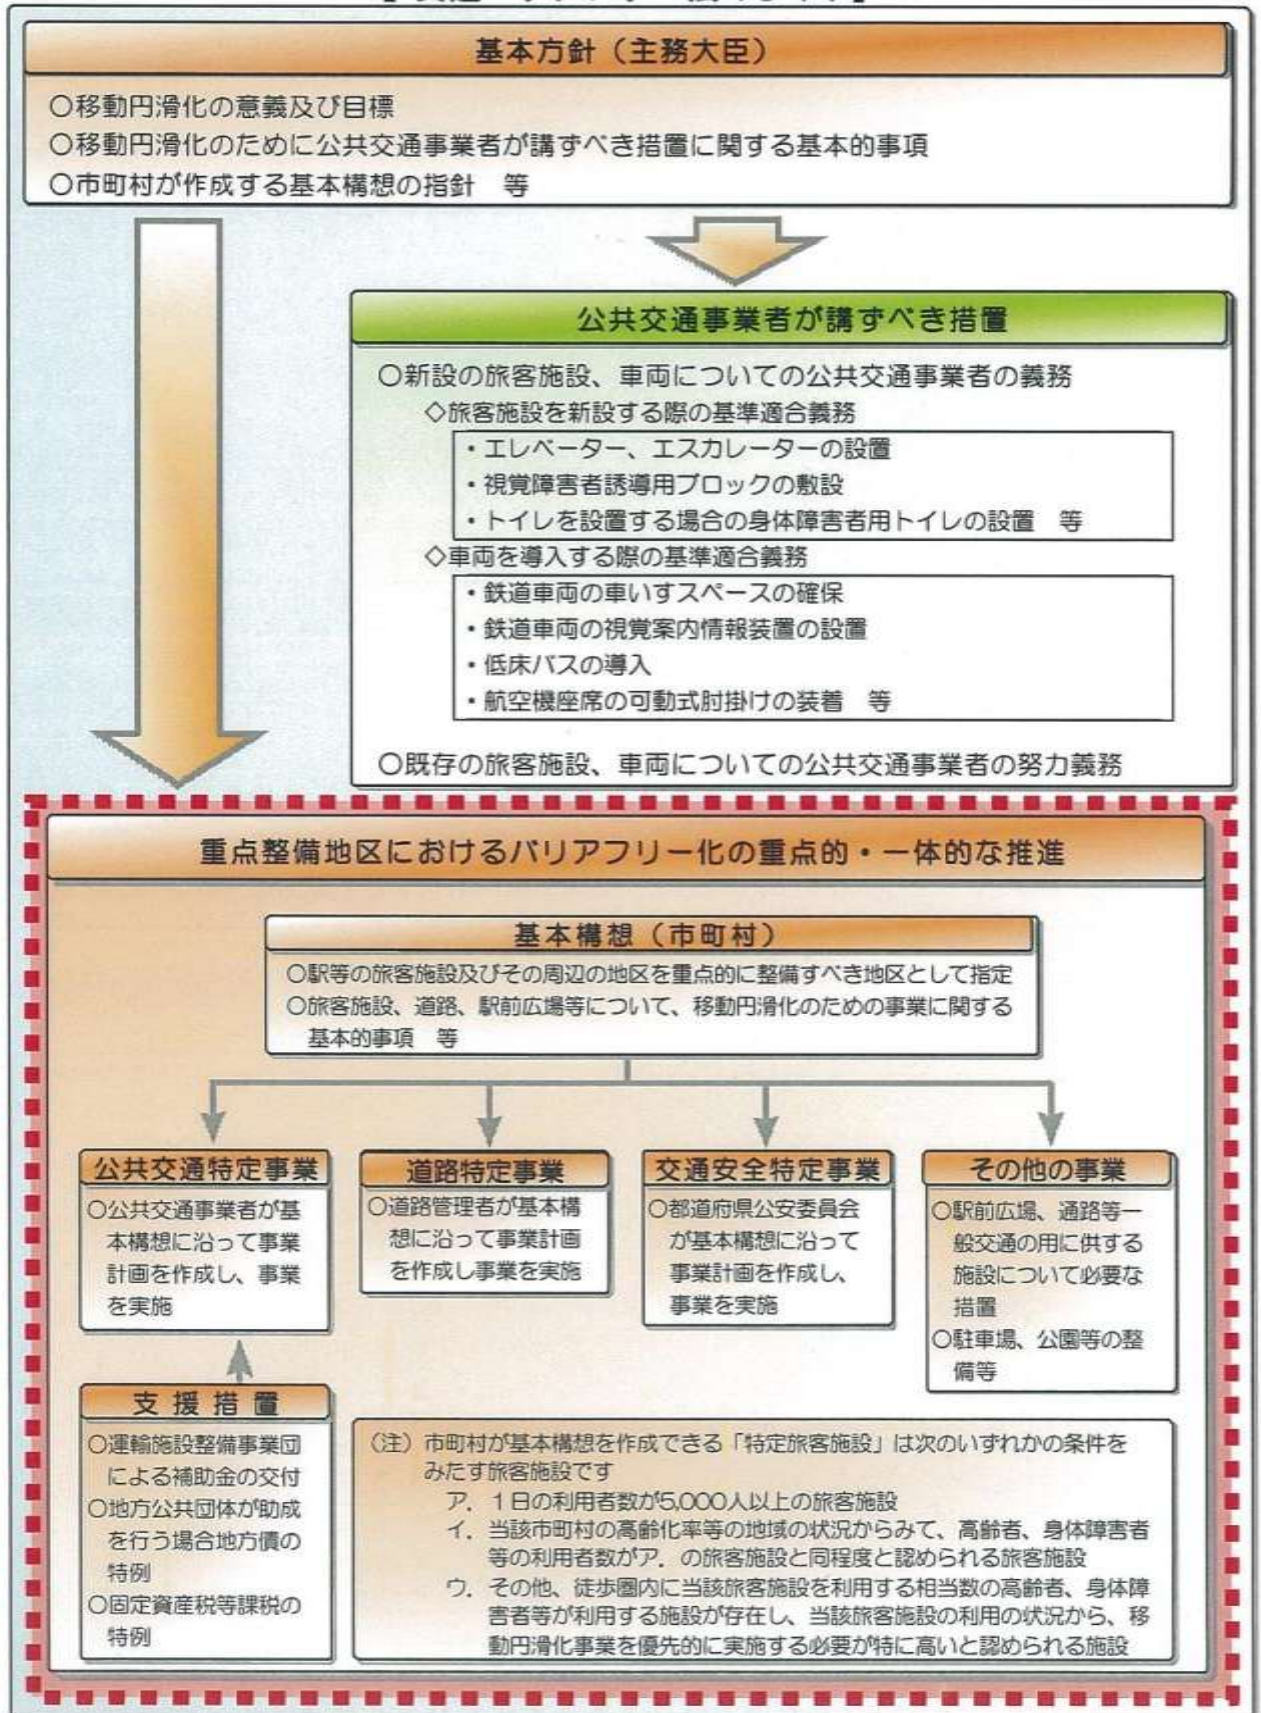 基本方針（主務大臣）
○移動円滑化の意義及び目標
○移動円滑化のために公共交通事業者が講ずべき措置に関する基本的事項
○市町村が作成する基本構想の指針　等
公共交通事業者が講ずべき措置
○新設の旅客施設、車両についての公共交通事業者の義務
◇旅客施設を新設する際の基準適合義務
・エレベーター、エスカレーターの設置
・視覚障害者誘導用ブロックの敷設
・トイレを設置する場合の身体障害者用トイレの設置　等
◇車両を導入する際の基準適合義務
・鉄道車両の車いすスペースの確保
・鉄道車両の視覚案内情報装置の設置
・低床バスの導入
・航空機座席の可動式肘掛けの装着　等
○既存の旅客施設、車両についての公共交通事業者の努力義務
重点整備地区におけるバリアフリー化の重点的・一体的な推進
基本構想（市町村）
○駅等の旅客施設及びその周辺の地区を重点的に整備すべき地区として指定
○旅客施設、道路、駅前広場等について、移動円滑化のための事業に関する
基本的事項　等
公共交通特定事業
○公共交通事業者が基
本構想に沿って事業
計画を作成し、事業
を実施
道路特定事業
○道路管理者が基本構
想に沿って事業計画
を作成し事業を実施
交通安全特定事業
○都道府県公安委員会
が基本構想に沿って
事業計画を作成し、
事業を実施
その他の事業
○駅前広場、通路等一
般交通の用に供する
施設について必要な
措置
○駐車場、公園等の整
備等
支援措置
○運輸施設整備事業団
による補助金の交付
○地方公共団体が助成
を行う場合地方債の
特例
○固定資産税等課税の
特例
（注）市町村が基本構想を作成できる「特定旅客施設」は次のいずれかの条件を
みたす旅客施設です
ア．１日の利用者数が5,000人以上の旅客施設
イ．当該市町村の高齢化率等の地域の状況からみて、高齢者、身体障害者
等の利用者数がア．の旅客施設と同程度と認められる旅客施設
ウ．その他、徒歩圏内に当該旅客施設を利用する相当数の高齢者、身体障
害者等が利用する施設が存在し、当該旅客施設の利用の状況から、移
動円滑化事業を優先的に実施する必要が特に高いと認められる施設